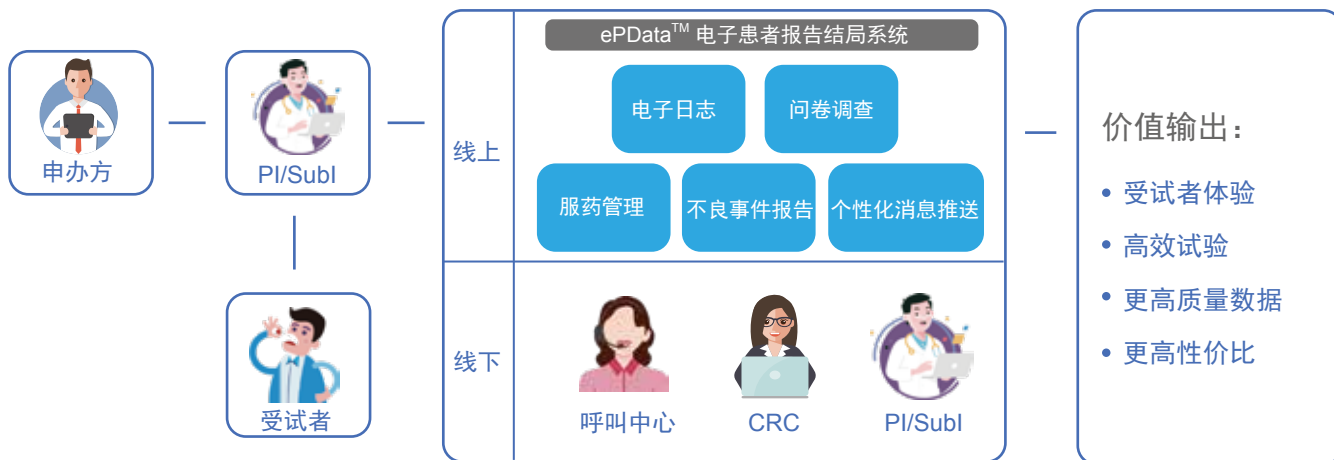 申办方
PI/SubI
受试者
线上
ePData™ 电子患者报告结局系统
电子日志
问卷调查
服药管理
不良事件报告
个性化消息推送
线下
呼叫中心
CRC
PI/SubI
价值输出：
• 受试者体验
• 高效试验
• 更高质量数据
• 更高性价比